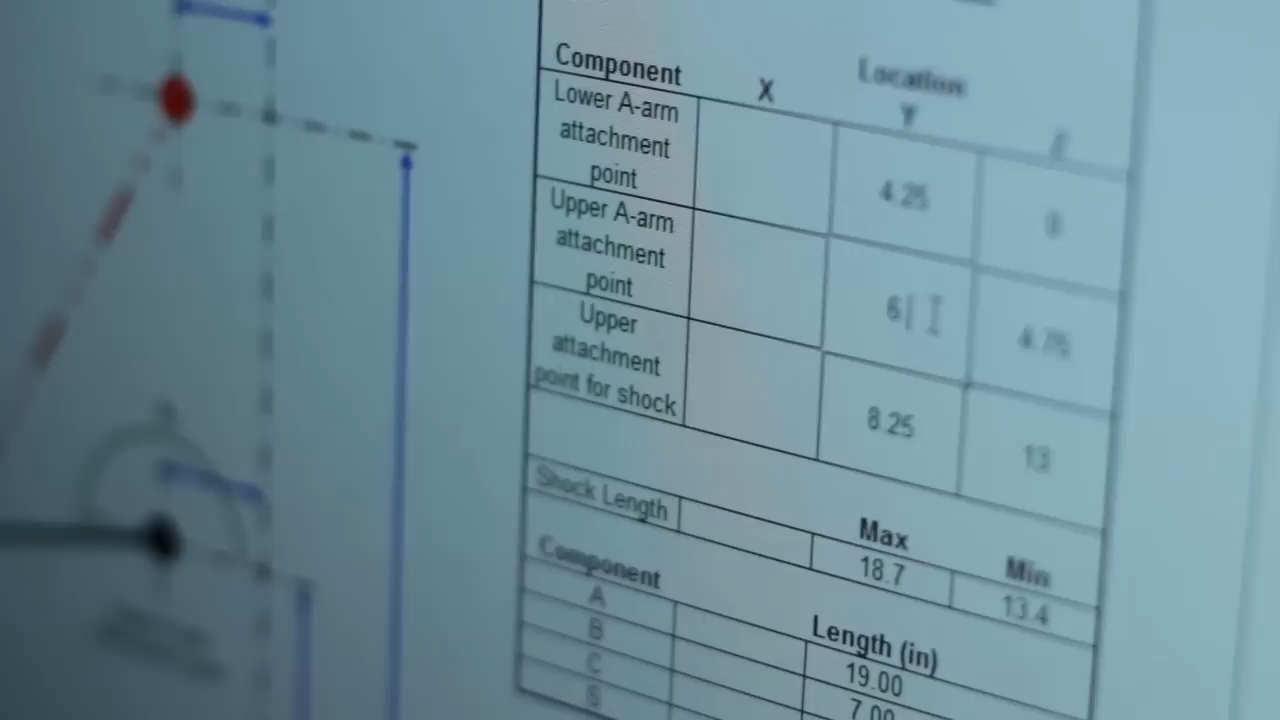 Component
Location
X
Y
Z
Lower A-arm
attachment
point
4.25
Upper A-arm
attachment
point
6
4.75
Upper
attachment
point for shock
8.25
13
Max
Min
Shock Length
18.7
13.4
Component
Length (in)
A
19.00
B
7.00
C
S